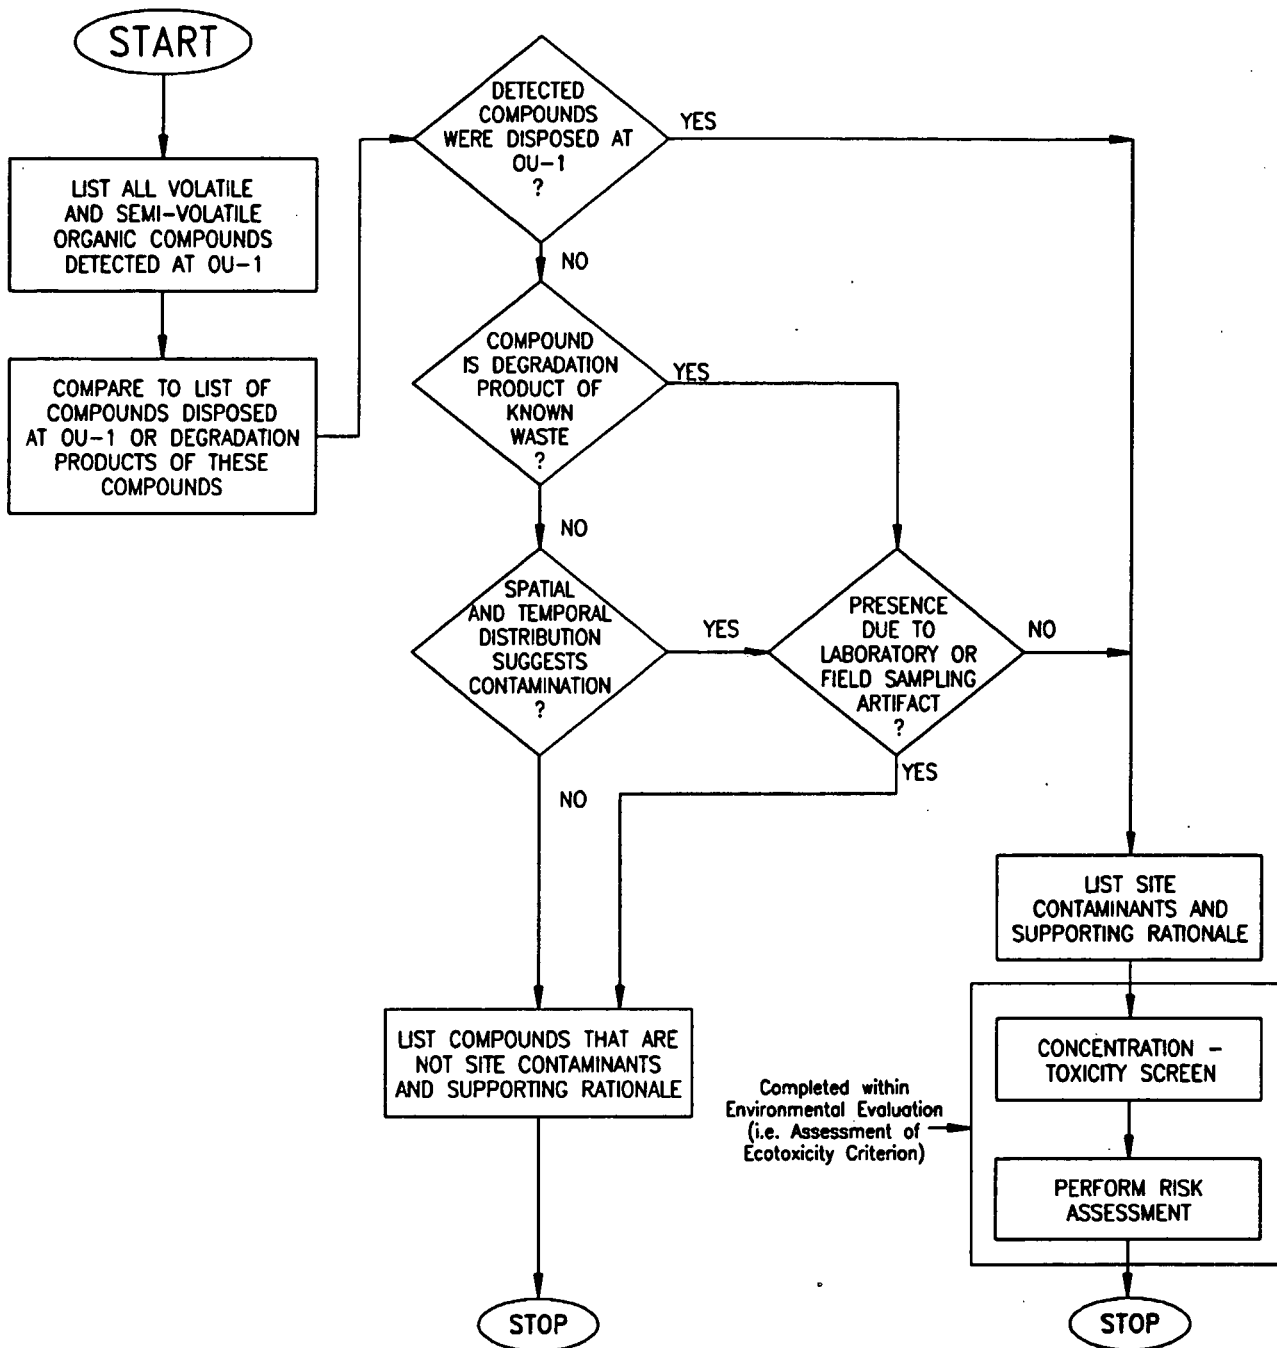 START
LIST ALL VOLATILE
AND SEMI-VOLATILE
ORGANIC COMPOUNDS
DETECTED AT OU-1
COMPARE TO LIST OF
COMPOUNDS DISPOSED
AT OU-1 OR DEGRADATION
PRODUCTS OF THESE
COMPOUNDS
DETECTED
COMPOUNDS
WERE DISPOSED AT
OU-1
?
YES
NO
COMPOUND
IS DEGRADATION
PRODUCT OF
KNOWN
WASTE
?
YES
NO
SPATIAL
AND TEMPORAL
DISTRIBUTION
SUGGESTS
CONTAMINATION
?
YES
NO
PRESENCE
DUE TO
LABORATORY OR
FIELD SAMPLING
ARTIFACT
?
NO
YES
LIST COMPOUNDS THAT ARE
NOT SITE CONTAMINANTS
AND SUPPORTING RATIONALE
STOP
LIST SITE
CONTAMINANTS AND
SUPPORTING RATIONALE
Completed within
Environmental Evaluation
(i.e. Assessment of
Ecotoxicity Criterion)
CONCENTRATION -
TOXICITY SCREEN
PERFORM RISK
ASSESSMENT
STOP